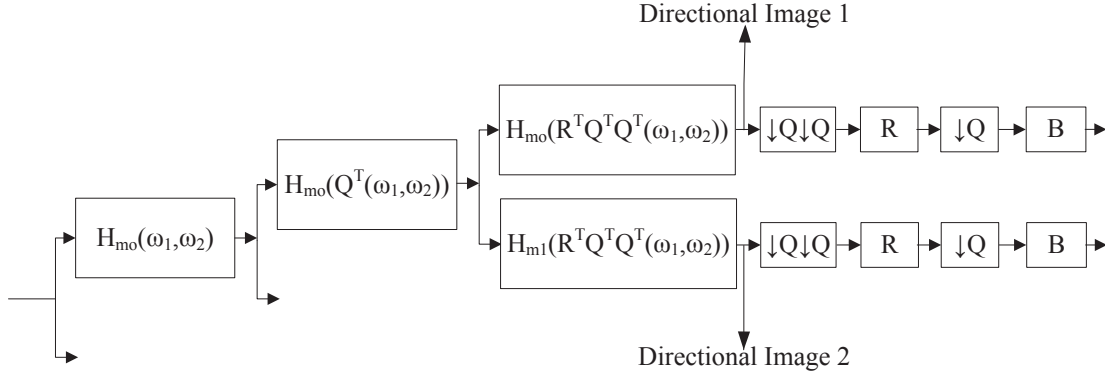 Directional Image 1
Hmo(RᵀQᵀQᵀ(ω₁,ω₂))
↓Q↓Q
R
↓Q
B
Hmo(Qᵀ(ω₁,ω₂))
Hmo(ω₁,ω₂)
Hm1(RᵀQᵀQᵀ(ω₁,ω₂))
↓Q↓Q
R
↓Q
B
Directional Image 2